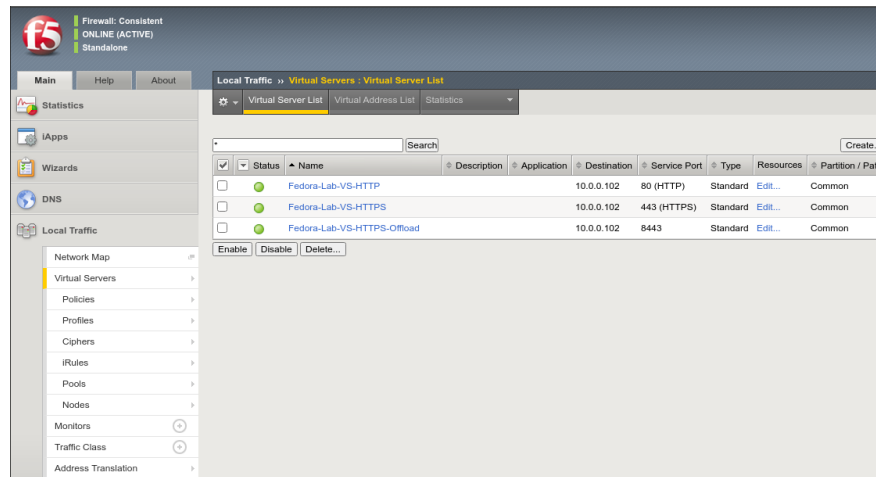 f5
Firewall: Consistent
ONLINE (ACTIVE)
Standalone
Main Help About
Local Traffic ›› Virtual Servers : Virtual Server List
Statistics
iApps
Wizards
DNS
Local Traffic
Network Map
Virtual Servers
Policies
Profiles
Ciphers
iRules
Pools
Nodes
Monitors
Traffic Class
Address Translation
Virtual Server List Virtual Address List Statistics
* Search Create.
Status Name Description Application Destination Service Port Type Resources Partition / Pat
Fedora-Lab-VS-HTTP 10.0.0.102 80 (HTTP) Standard Edit... Common
Fedora-Lab-VS-HTTPS 10.0.0.102 443 (HTTPS) Standard Edit... Common
Fedora-Lab-VS-HTTPS-Offload 10.0.0.102 8443 Standard Edit... Common
Enable Disable Delete...